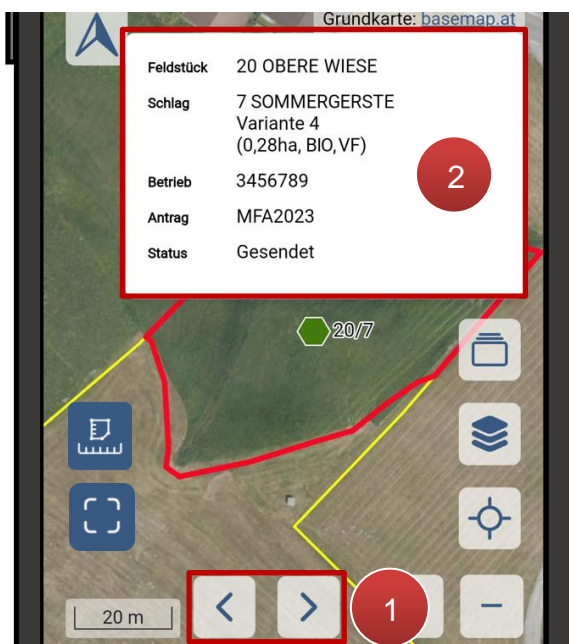 Grundkarte: basemap.at
Feldstück 20 OBERE WIESE
Schlag 7 SOMMERGERSTE
Variante 4
(0,28ha, BIO, VF)
Betrieb 3456789
Antrag MFA2023
Status Gesendet
2
20/7
20 m
1